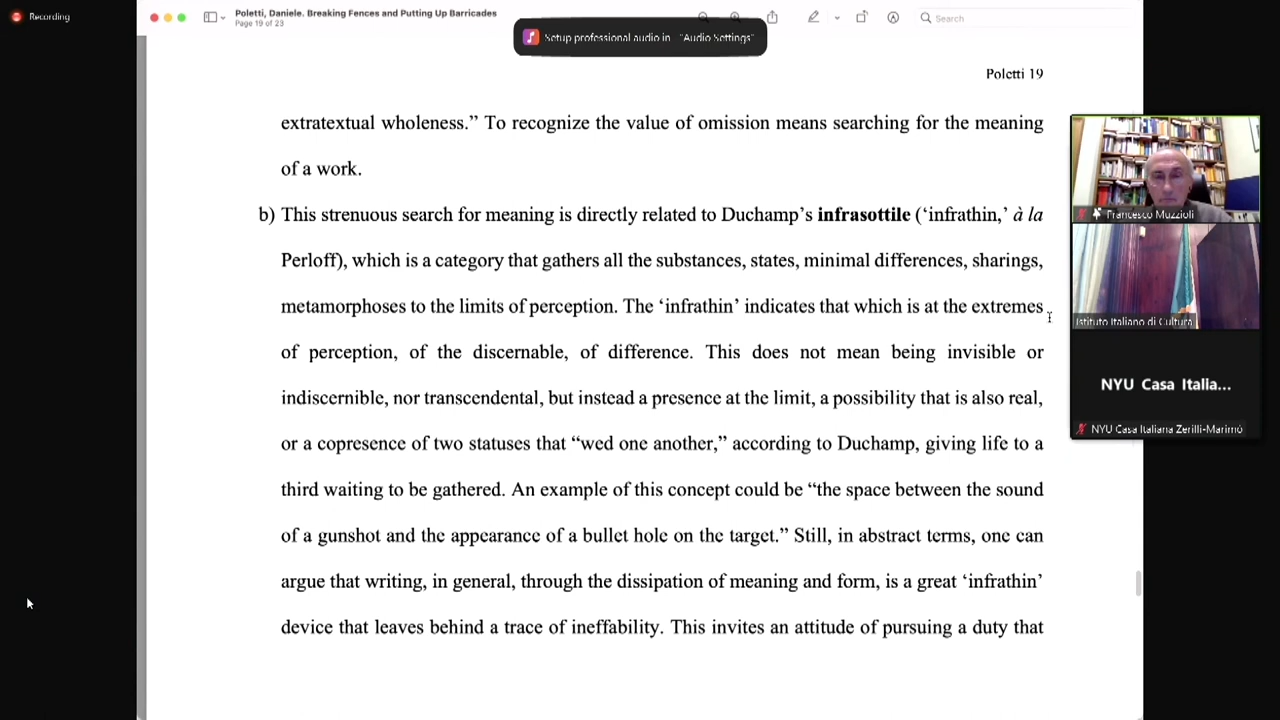 Recording
Poletti, Daniele. Breaking Fences and Putting Up Barricades
Page 19 of 23
Setup professional audio in "Audio Settings"
Search
Poletti 19
extratextual wholeness.” To recognize the value of omission means searching for the meaning
of a work.
b) This strenuous search for meaning is directly related to Duchamp’s infrasottile (‘infrathin,’ à la
Perloff), which is a category that gathers all the substances, states, minimal differences, sharings,
metamorphoses to the limits of perception. The ‘infrathin’ indicates that which is at the extremes
of perception, of the discernable, of difference. This does not mean being invisible or
indiscernible, nor transcendental, but instead a presence at the limit, a possibility that is also real,
or a copresence of two statuses that “wed one another,” according to Duchamp, giving life to a
third waiting to be gathered. An example of this concept could be “the space between the sound
of a gunshot and the appearance of a bullet hole on the target.” Still, in abstract terms, one can
argue that writing, in general, through the dissipation of meaning and form, is a great ‘infrathin’
device that leaves behind a trace of ineffability. This invites an attitude of pursuing a duty that
Francesco Muzzioli
Istituto Italiano di Cultura
NYU Casa Italia...
NYU Casa Italiana Zerilli-Marimó